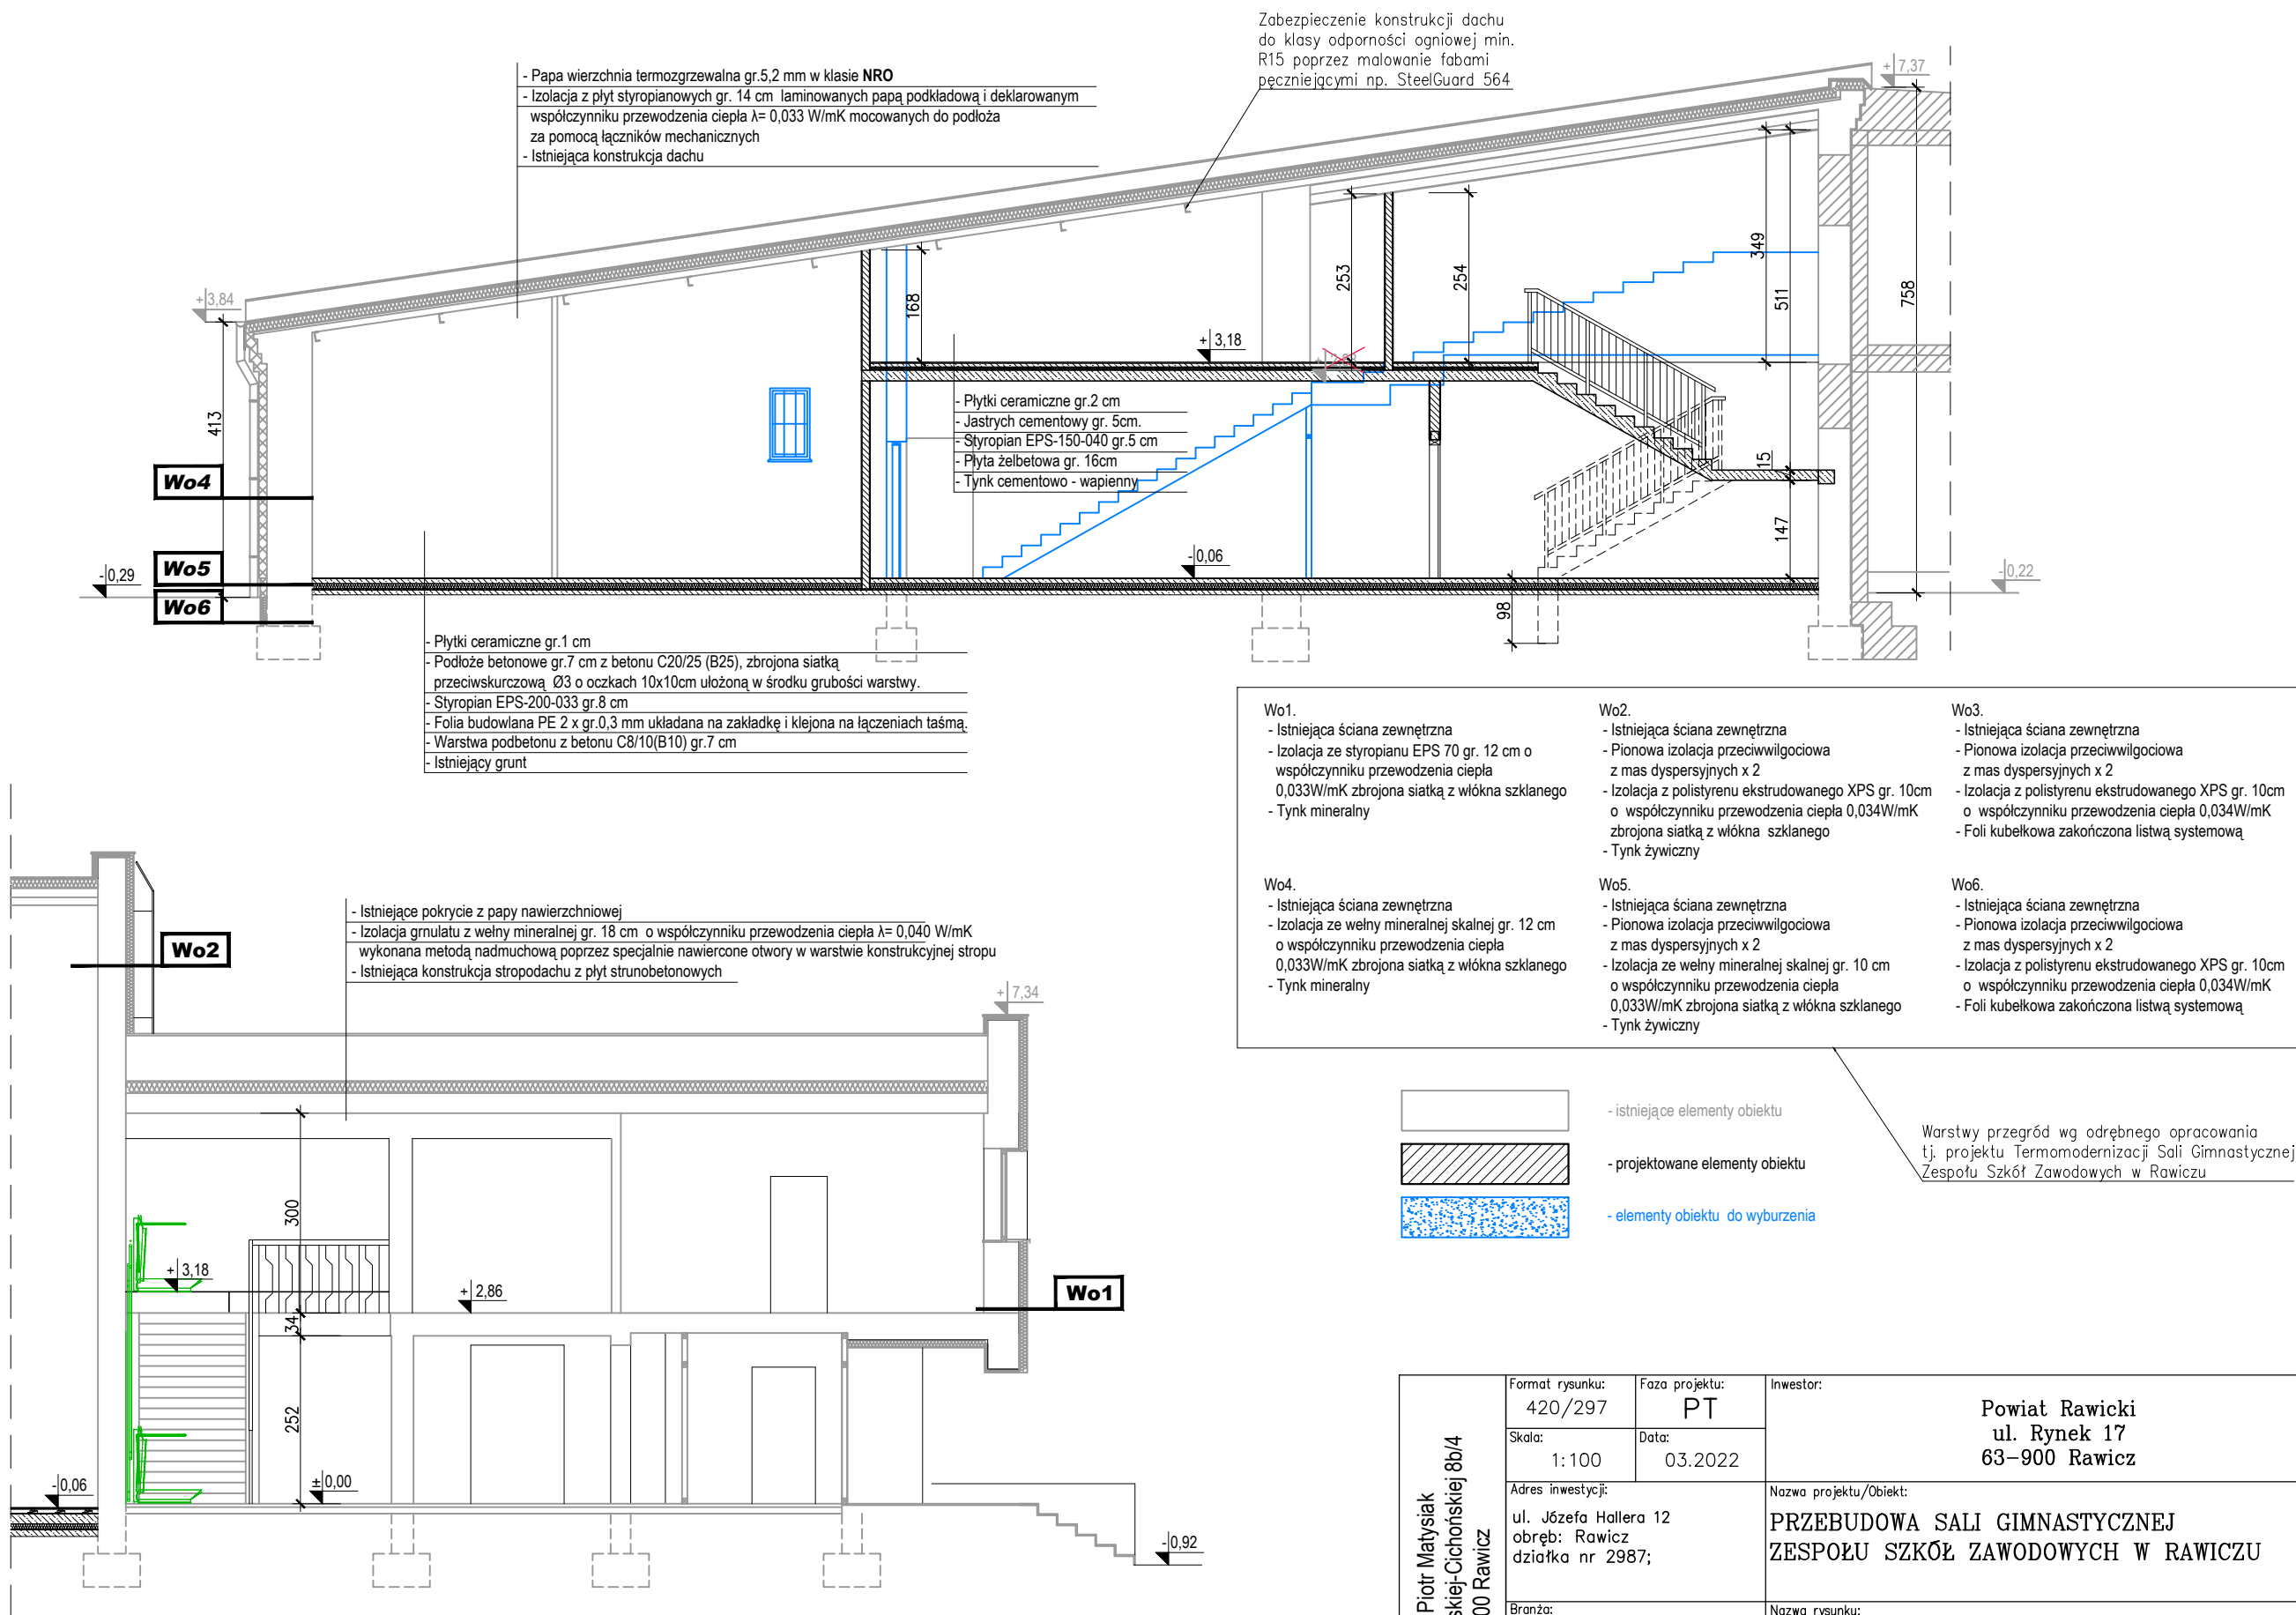 Zabezpieczenie konstrukcji dachu
do klasy odporności ogniowej min.
R15 poprzez malowanie fabami
pęczniejącymi np. SteelGuard 564
- Papa wierzchnia termozgrzewalna gr.5,2 mm w klasie NRO
- Izolacja z płyt styropianowych gr. 14 cm laminowanych papą podkładową i deklarowanym
współczynniku przewodzenia ciepła λ= 0,033 W/mK mocowanych do podłoża
za pomocą łączników mechanicznych
- Istniejąca konstrukcja dachu
+ 7,37
+ 3,84
413
168
253
254
349
511
758
+ 3,18
- Płytki ceramiczne gr.2 cm
- Jastrych cementowy gr. 5cm.
- Styropian EPS-150-040 gr.5 cm
- Płyta żelbetowa gr. 16cm
- Tynk cementowo - wapienny
15
147
98
Wo4
Wo5
Wo6
- 0,29
- 0,06
- 0,22
- Płytki ceramiczne gr.1 cm
- Podłoże betonowe gr.7 cm z betonu C20/25 (B25), zbrojona siatką
przeciwskurczową Ø3 o oczkach 10x10cm ułożoną w środku grubości warstwy.
- Styropian EPS-200-033 gr.8 cm
- Folia budowlana PE 2 x gr.0,3 mm układana na zakładkę i klejona na łączeniach taśmą.
- Warstwa podbetonu z betonu C8/10(B10) gr.7 cm
- Istniejący grunt
Wo1.
- Istniejąca ściana zewnętrzna
- Izolacja ze styropianu EPS 70 gr. 12 cm o
współczynniku przewodzenia ciepła
0,033W/mK zbrojona siatką z włókna szklanego
- Tynk mineralny
Wo2.
- Istniejąca ściana zewnętrzna
- Pionowa izolacja przeciwwilgociowa
z mas dyspersyjnych x 2
- Izolacja z polistyrenu ekstrudowanego XPS gr. 10cm
o współczynniku przewodzenia ciepła 0,034W/mK
zbrojona siatką z włókna szklanego
- Tynk żywiczny
Wo3.
- Istniejąca ściana zewnętrzna
- Pionowa izolacja przeciwwilgociowa
z mas dyspersyjnych x 2
- Izolacja z polistyrenu ekstrudowanego XPS gr. 10cm
o współczynniku przewodzenia ciepła 0,034W/mK
- Foli kubełkowa zakończona listwą systemową
Wo4.
- Istniejąca ściana zewnętrzna
- Izolacja ze wełny mineralnej skalnej gr. 12 cm
o współczynniku przewodzenia ciepła
0,033W/mK zbrojona siatką z włókna szklanego
- Tynk mineralny
Wo5.
- Istniejąca ściana zewnętrzna
- Pionowa izolacja przeciwwilgociowa
z mas dyspersyjnych x 2
- Izolacja ze wełny mineralnej skalnej gr. 10 cm
o współczynniku przewodzenia ciepła
0,033W/mK zbrojona siatką z włókna szklanego
- Tynk żywiczny
Wo6.
- Istniejąca ściana zewnętrzna
- Pionowa izolacja przeciwwilgociowa
z mas dyspersyjnych x 2
- Izolacja z polistyrenu ekstrudowanego XPS gr. 10cm
o współczynniku przewodzenia ciepła 0,034W/mK
- Foli kubełkowa zakończona listwą systemową
- istniejące elementy obiektu
- projektowane elementy obiektu
- elementy obiektu do wyburzenia
Warstwy przegród wg odrębnego opracowania
tj. projektu Termomodernizacji Sali Gimnastycznej
Zespołu Szkół Zawodowych w Rawiczu
- Istniejące pokrycie z papy nawierzchniowej
- Izolacja grnulatu z wełny mineralnej gr. 18 cm o współczynniku przewodzenia ciepła λ= 0,040 W/mK
wykonana metodą nadmuchową poprzez specjalnie nawiercone otwory w warstwie konstrukcyjnej stropu
- Istniejąca konstrukcja stropodachu z płyt strunobetonowych
Wo2
+ 7,34
300
+ 3,18
+ 2,86
34
Wo1
252
- 0,06
± 0,00
- 0,92
Piotr Matysiak
skiej-Cichońskiej 8b/4
00 Rawicz
Format rysunku:
420/297
Faza projektu:
PT
Inwestor:
Powiat Rawicki
ul. Rynek 17
63-900 Rawicz
Skala:
1:100
Data:
03.2022
Adres inwestycji:
ul. Józefa Hallera 12
obręb: Rawicz
działka nr 2987;
Nazwa projektu/Obiekt:
PRZEBUDOWA SALI GIMNASTYCZNEJ
ZESPOŁU SZKÓŁ ZAWODOWYCH W RAWICZU
Branża:
Nazwa rysunku: